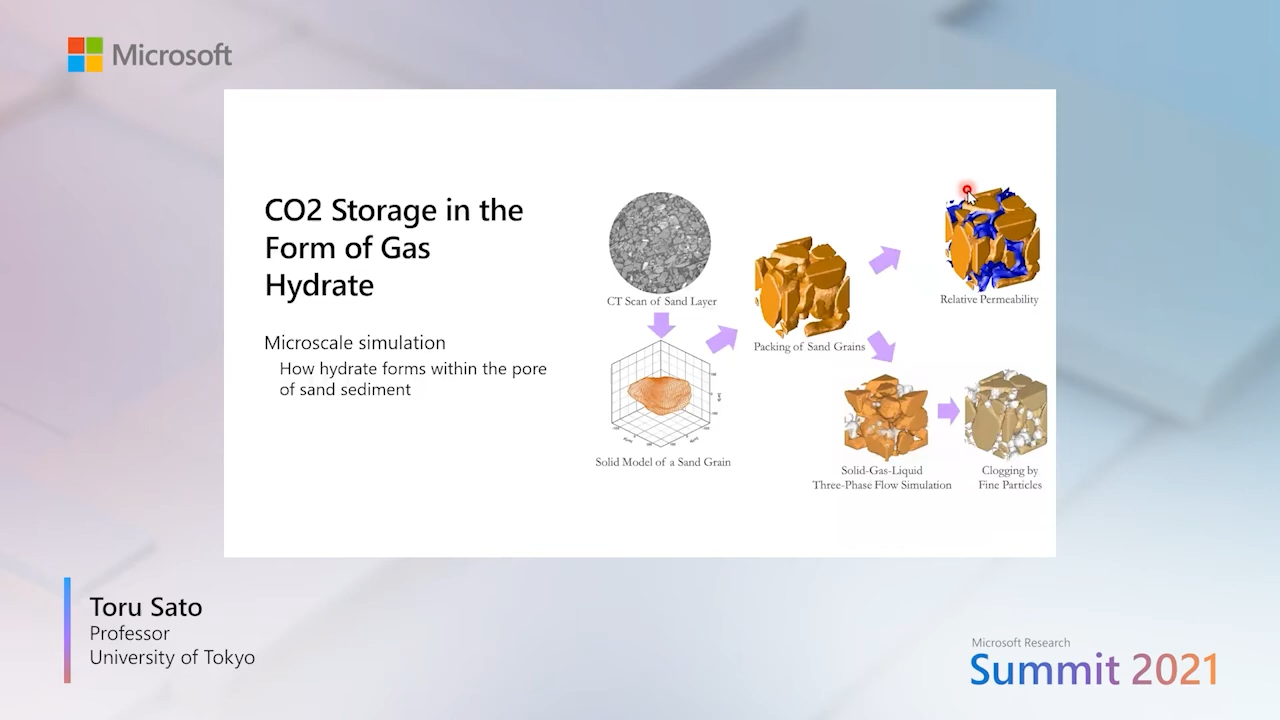 Microsoft
CO2 Storage in the
Form of Gas
Hydrate
Microscale simulation
How hydrate forms within the pore
of sand sediment
CT Scan of Sand Layer
Solid Model of a Sand Grain
Packing of Sand Grains
Relative Permeability
Solid-Gas-Liquid
Three-Phase Flow Simulation
Clogging by
Fine Particles
Toru Sato
Professor
University of Tokyo
Microsoft Research
Summit 2021